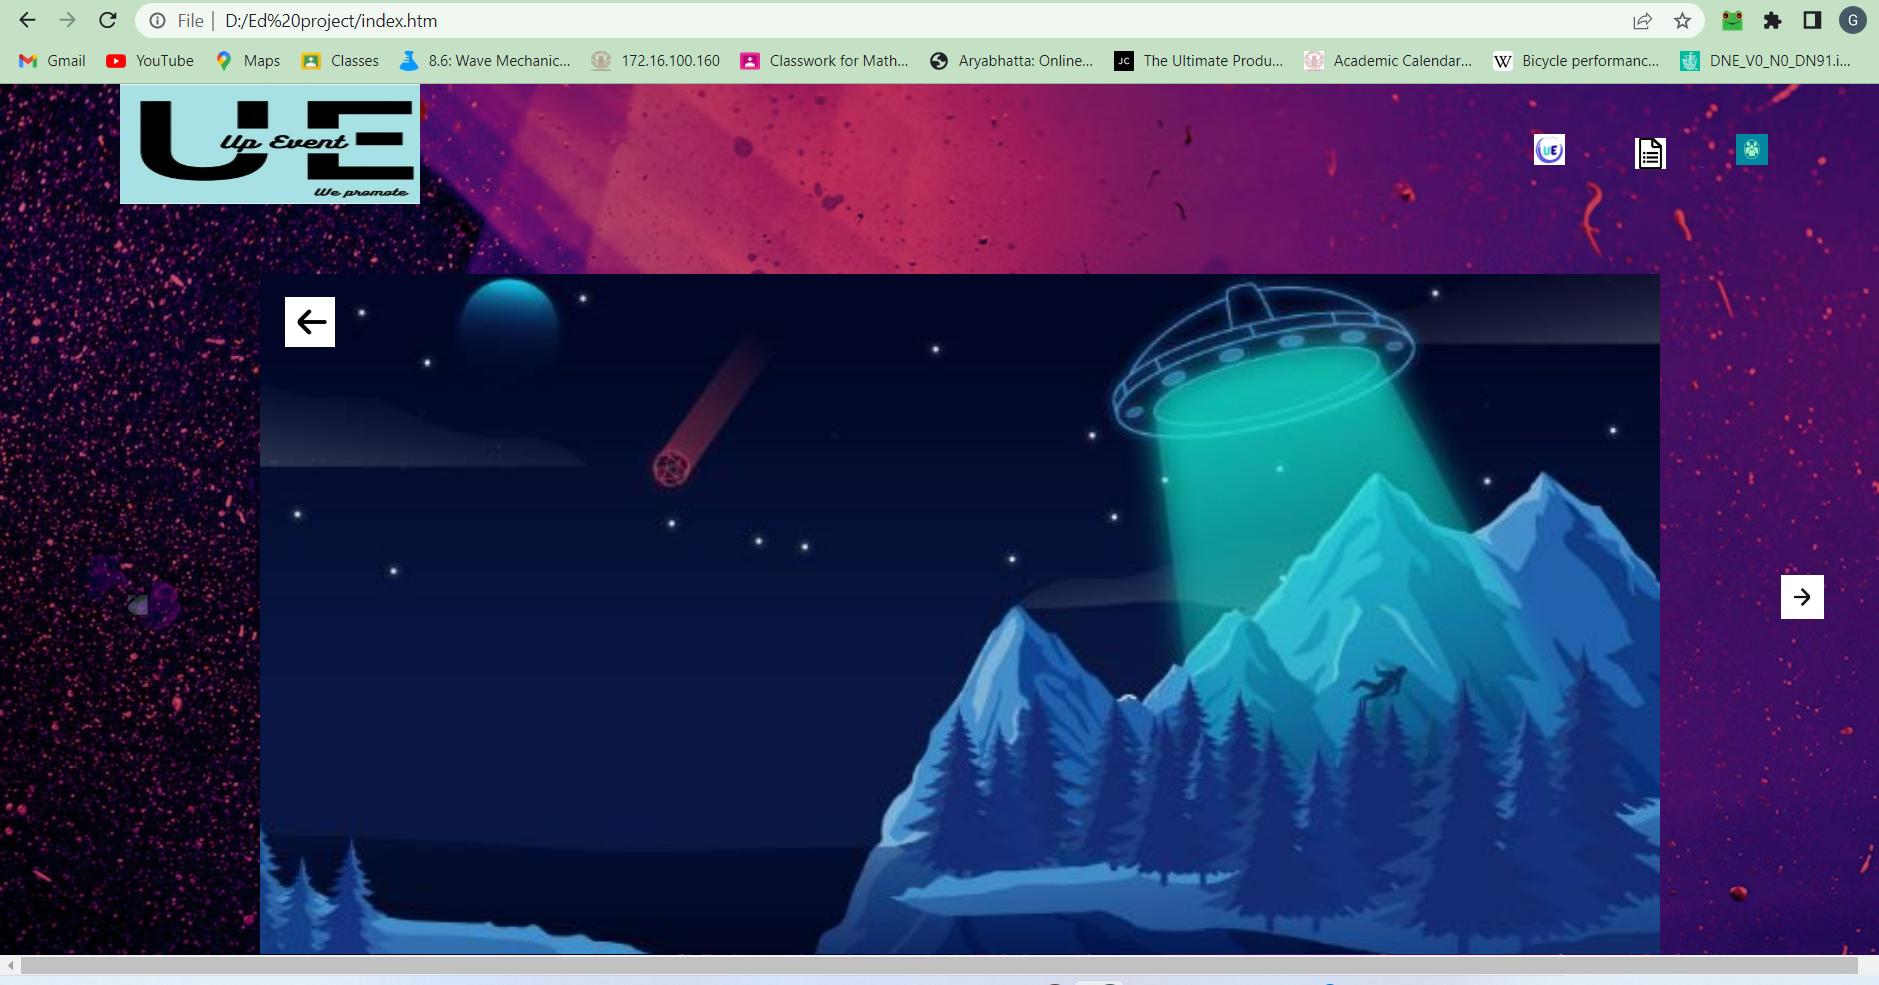 File | D:/Ed%20project/index.htm
G
Gmail YouTube Maps Classes 8.6: Wave Mechanic... 172.16.100.160 Classwork for Math... Aryabhatta: Online... JC The Ultimate Produ... Academic Calendar... W Bicycle performanc... DNE_V0_N0_DN91.i...
UE
Up Event
We promote
UE